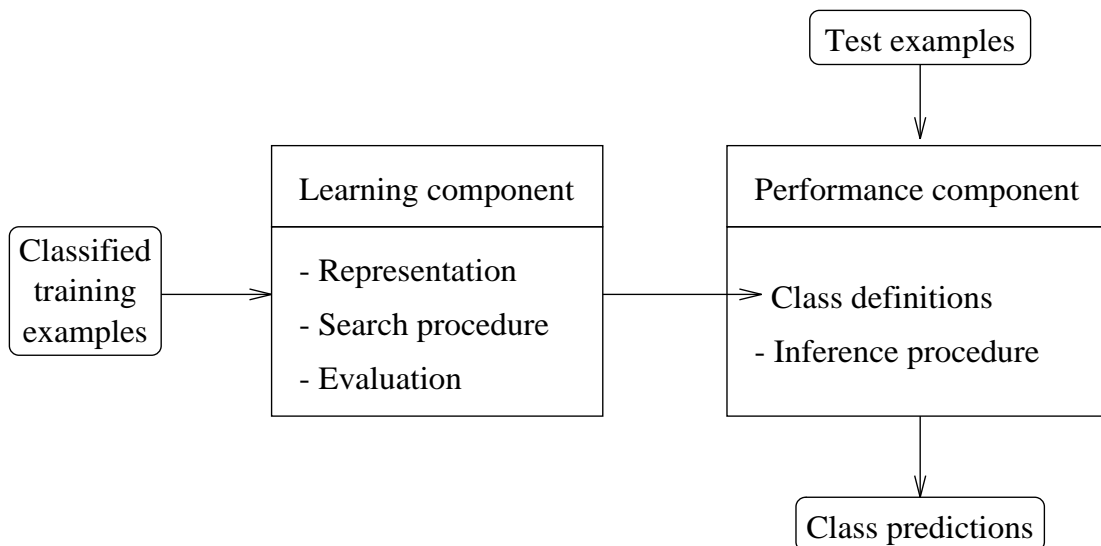 Test examples
Learning component
Performance component
Classified
training
examples
- Representation
- Search procedure
- Evaluation
Class definitions
- Inference procedure
Class predictions